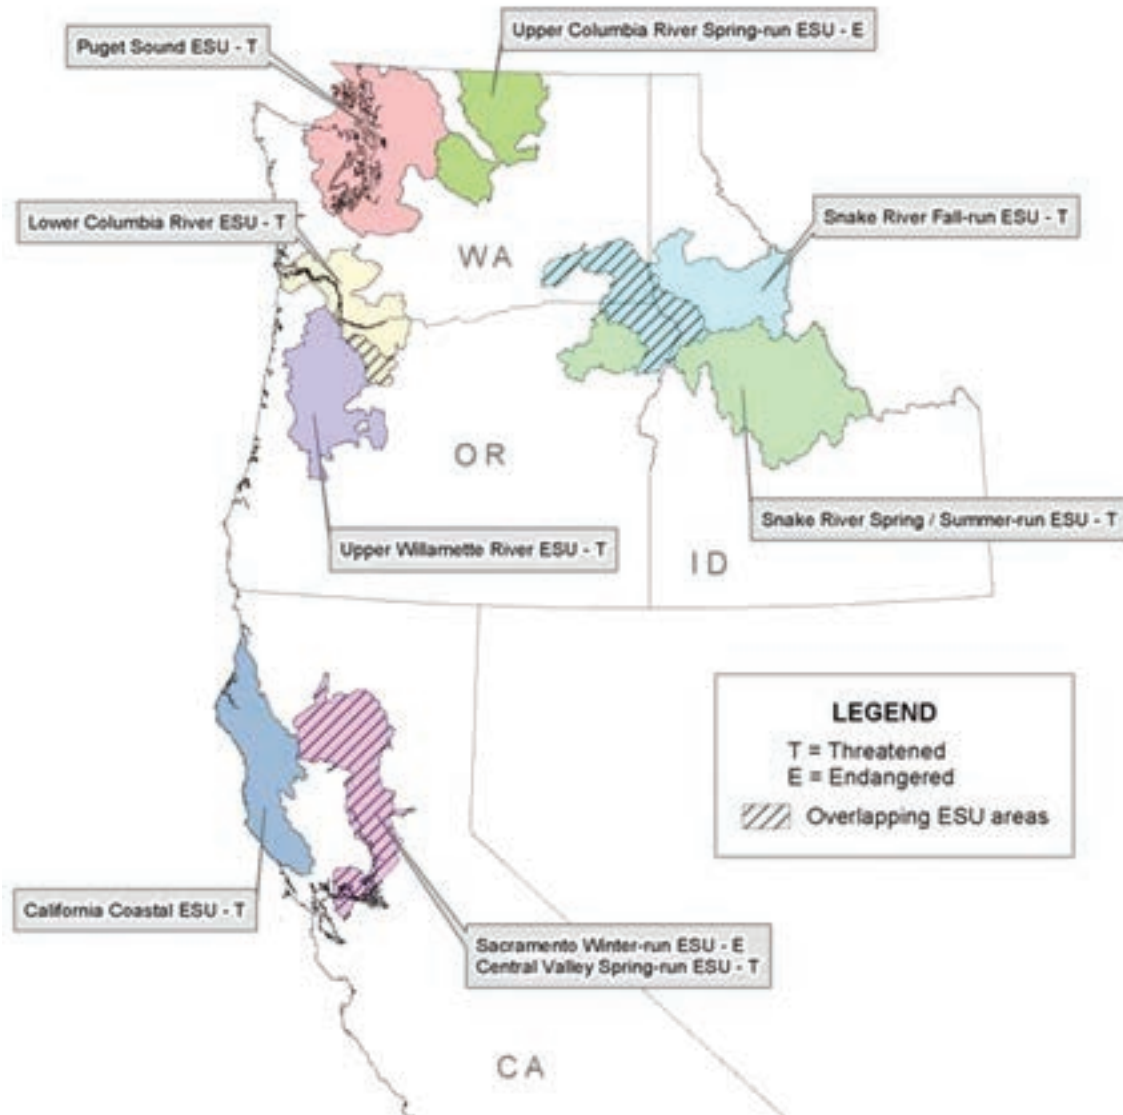 Upper Columbia River Spring-run ESU - E
Puget Sound ESU - T
Lower Columbia River ESU - T
Snake River Fall-run ESU - T
WA
OR
Snake River Spring / Summer-run ESU - T
Upper Willamette River ESU - T
ID
LEGEND
T = Threatened
E = Endangered
Overlapping ESU areas
California Coastal ESU - T
Sacramento Winter-run ESU - E
Central Valley Spring-run ESU - T
CA